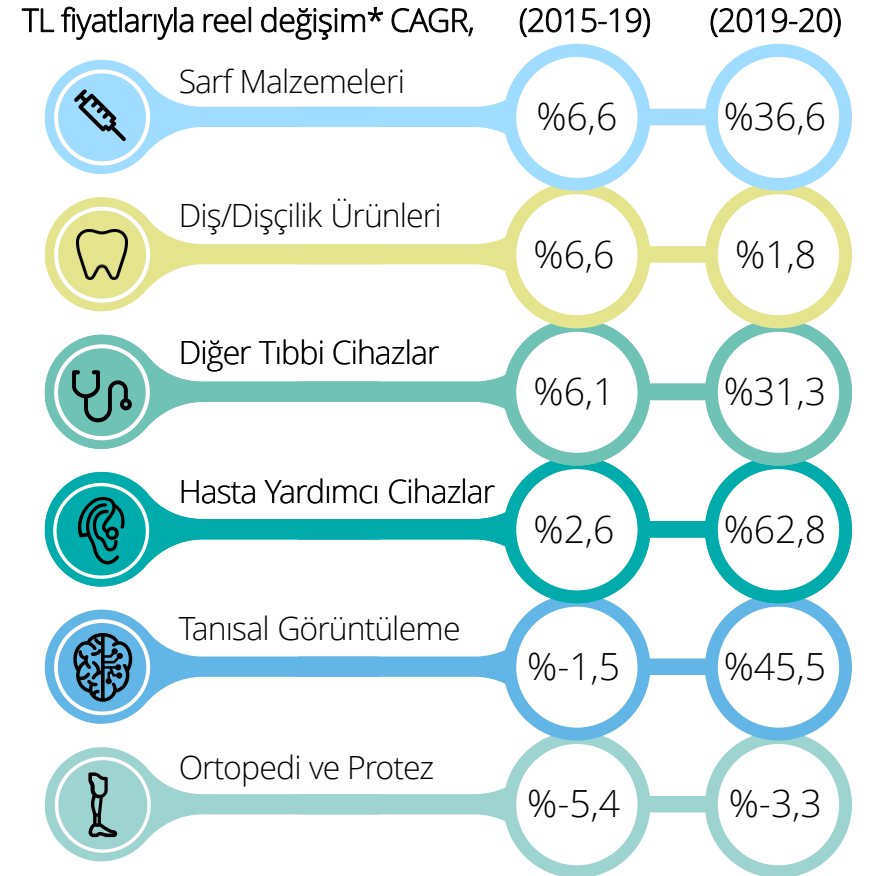 TL fiyatlarıyla reel değişim* CAGR, (2015-19) (2019-20)
Sarf Malzemeleri %6,6 %36,6
Diş/Dişçilik Ürünleri %6,6 %1,8
Diğer Tıbbi Cihazlar %6,1 %31,3
Hasta Yardımcı Cihazlar %2,6 %62,8
Tanısal Görüntüleme %-1,5 %45,5
Ortopedi ve Protez %-5,4 %-3,3